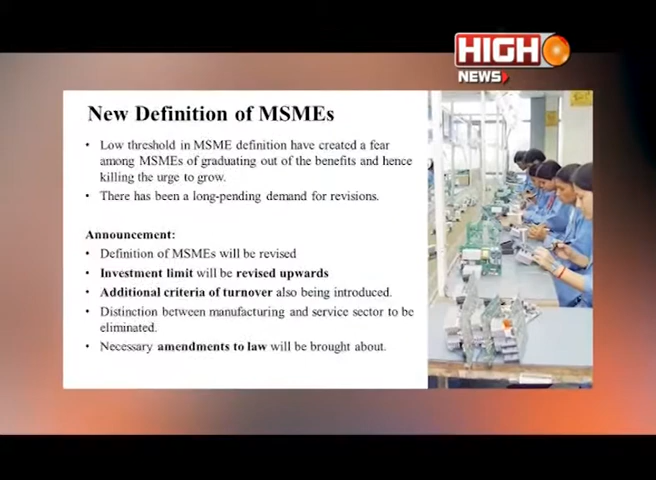 HIGH
NEWS
New Definition of MSMEs
• Low threshold in MSME definition have created a fear
among MSMEs of graduating out of the benefits and hence
killing the urge to grow.
• There has been a long-pending demand for revisions.
Announcement:
• Definition of MSMEs will be revised
• Investment limit will be revised upwards
• Additional criteria of turnover also being introduced.
• Distinction between manufacturing and service sector to be
eliminated.
• Necessary amendments to law will be brought about.